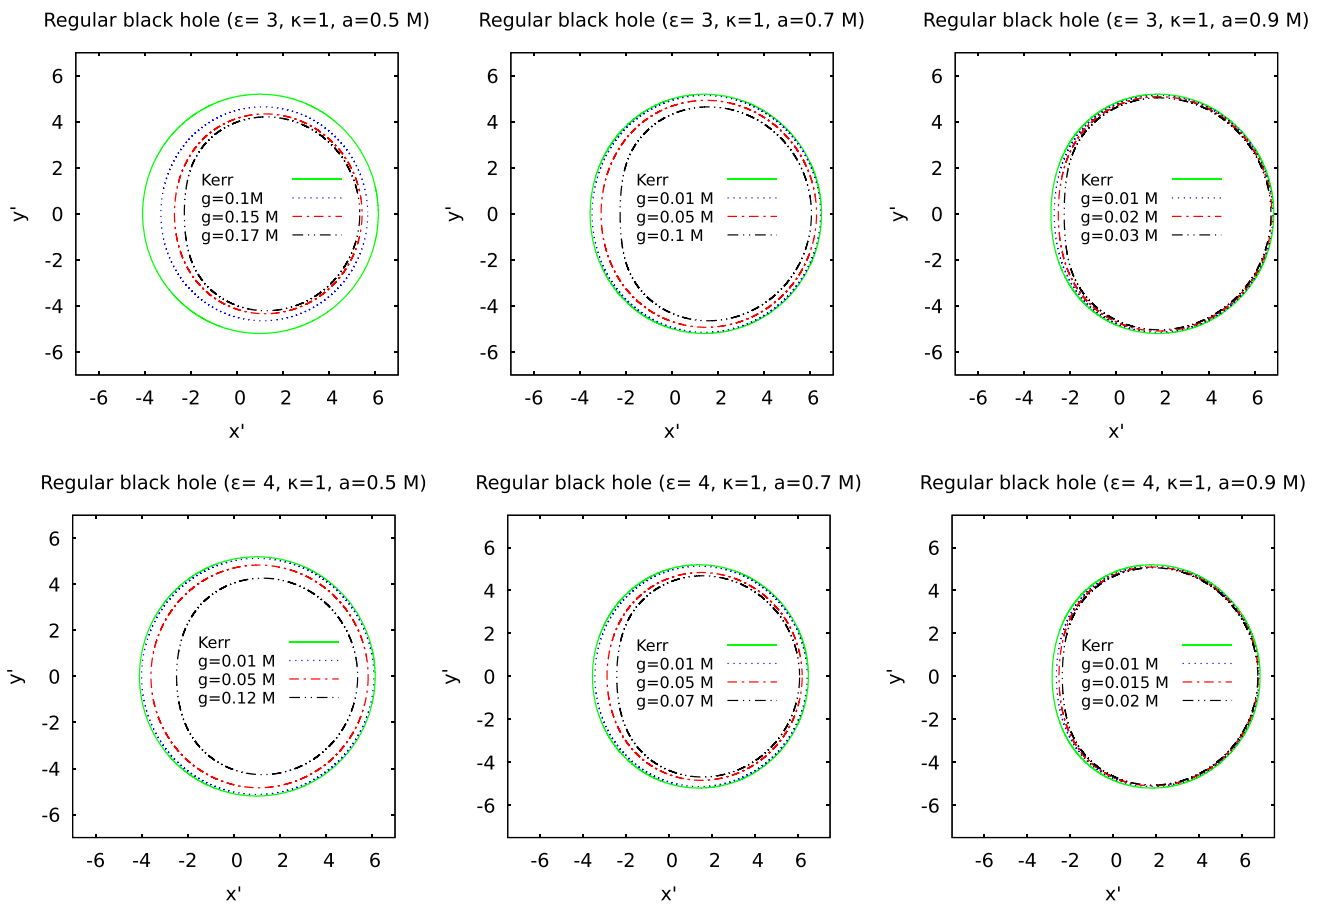 Regular black hole (ε= 3, κ=1, a=0.5 M)
6
4
2
0
-2
-4
-6
y'
Kerr
g=0.1M
g=0.15 M
g=0.17 M
-6 -4 -2 0 2 4 6
x'
Regular black hole (ε= 3, κ=1, a=0.7 M)
6
4
2
0
-2
-4
-6
y'
Kerr
g=0.01 M
g=0.05 M
g=0.1 M
-6 -4 -2 0 2 4 6
x'
Regular black hole (ε= 3, κ=1, a=0.9 M)
6
4
2
0
-2
-4
-6
y'
Kerr
g=0.01 M
g=0.02 M
g=0.03 M
-6 -4 -2 0 2 4 6
x'
Regular black hole (ε= 4, κ=1, a=0.5 M)
6
4
2
0
-2
-4
-6
y'
Kerr
g=0.01 M
g=0.05 M
g=0.12 M
-6 -4 -2 0 2 4 6
x'
Regular black hole (ε= 4, κ=1, a=0.7 M)
6
4
2
0
-2
-4
-6
y'
Kerr
g=0.01 M
g=0.05 M
g=0.07 M
-6 -4 -2 0 2 4 6
x'
Regular black hole (ε= 4, κ=1, a=0.9 M)
6
4
2
0
-2
-4
-6
y'
Kerr
g=0.01 M
g=0.015 M
g=0.02 M
-6 -4 -2 0 2 4 6
x'